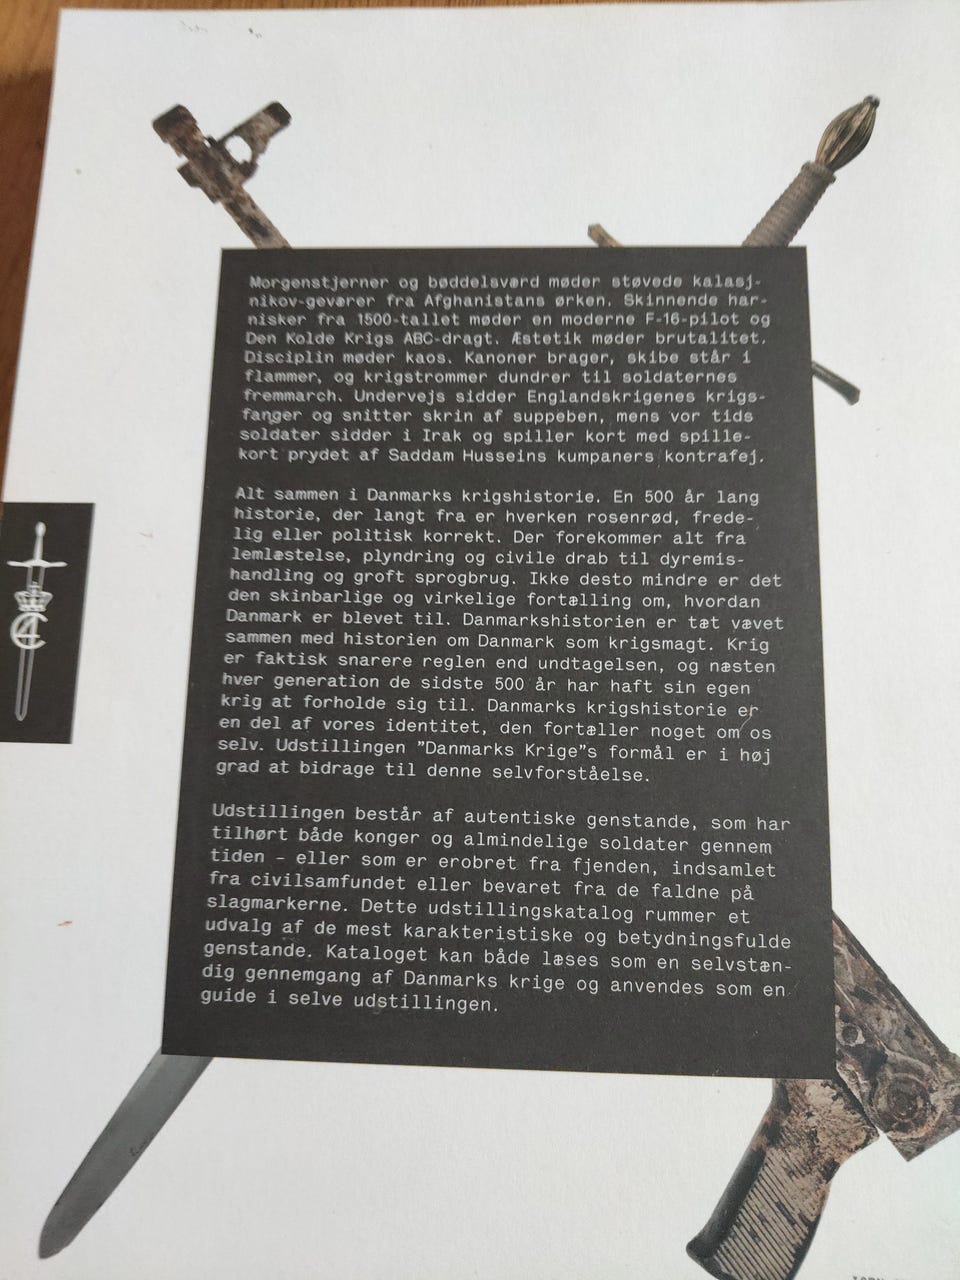 Morgenstjerner og bøddelsværd møder støvede kalasj-
nikov-geværer fra Afghanistans ørken. Skinnende har-
nisker fra 1500-tallet møder en moderne F-16-pilot og
Den Kolde Krigs ABC-dragt. Æstetik møder brutalitet.
Disciplin møder kaos. Kanoner brager, skibe står i
flammer, og krigstrommer dundrer til soldaternes
fremmarch. Undervejs sidder Englandskrigenes krigs-
fanger og snitter skrin af suppeben, mens vor tids
soldater sidder i Irak og spiller kort med spille-
kort prydet af Saddam Husseins kumpaners kontrafej.
Alt sammen i Danmarks krigshistorie. En 500 år lang
historie, der langt fra er hverken rosenrød, frede-
lig eller politisk korrekt. Der forekommer alt fra
lemlæstelse, plyndring og civile drab til dyremis-
handling og groft sprogbrug. Ikke desto mindre er det
den skinbarlige og virkelige fortælling om, hvordan
Danmark er blevet til. Danmarkshistorien er tæt vævet
sammen med historien om Danmark som krigsmagt. Krig
er faktisk snarere reglen end undtagelsen, og næsten
hver generation de sidste 500 år har haft sin egen
krig at forholde sig til. Danmarks krigshistorie er
en del af vores identitet, den fortæller noget om os
selv. Udstillingen ”Danmarks Krige”s formål er i høj
grad at bidrage til denne selvforståelse.
Udstillingen består af autentiske genstande, som har
tilhørt både konger og almindelige soldater gennem
tiden – eller som er erobret fra fjenden, indsamlet
fra civilsamfundet eller bevaret fra de faldne på
slagmarkerne. Dette udstillingskatalog rummer et
udvalg af de mest karakteristiske og betydningsfulde
genstande. Kataloget kan både læses som en selvstæn-
dig gennemgang af Danmarks krige og anvendes som en
guide i selve udstillingen.